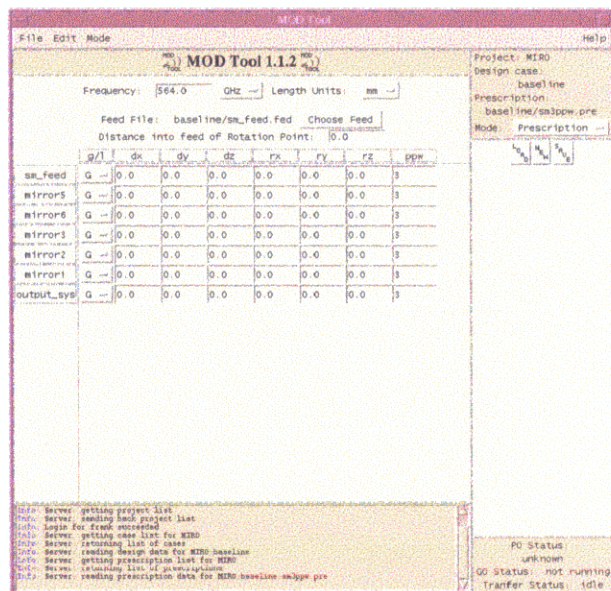 MOD Tool
File Edit Mode Help
MOD Tool 1.1.2
Frequency: 564.0 GHz Length Units: mm
Feed File: baseline/sm_feed.fed Choose Feed
Distance into feed of Rotation Point: 0.0
g/l dx dy dz rx ry rz ppw
sm_feed G 0.0 0.0 0.0 0.0 0.0 0.0 3
mirror5 G 0.0 0.0 0.0 0.0 0.0 0.0 3
mirror6 G 0.0 0.0 0.0 0.0 0.0 0.0 3
mirror3 G 0.0 0.0 0.0 0.0 0.0 0.0 3
mirror2 G 0.0 0.0 0.0 0.0 0.0 0.0 3
mirror1 G 0.0 0.0 0.0 0.0 0.0 0.0 3
output_sys G 0.0 0.0 0.0 0.0 0.0 0.0 3
Project: MIRO
Design case:
baseline
Prescription:
baseline/sm3ppw.pre
Mode: Prescription
LOAD NEW SAVE
Info: Server: getting project list
Info: Server: sending back project list
Info: Login for frank succeeded
Info: Server: getting case list for MIRO
Info: Server: returning list of cases
Info: Server: reading design data for MIRO baseline
Info: Server: getting prescription list for MIRO
Info: Server: returning list of prescriptions
Info: Server: reading prescription data for MIRO baseline sm3ppw.pre
PO Status
unknown
GO Status: not running
Tranfer Status: idle